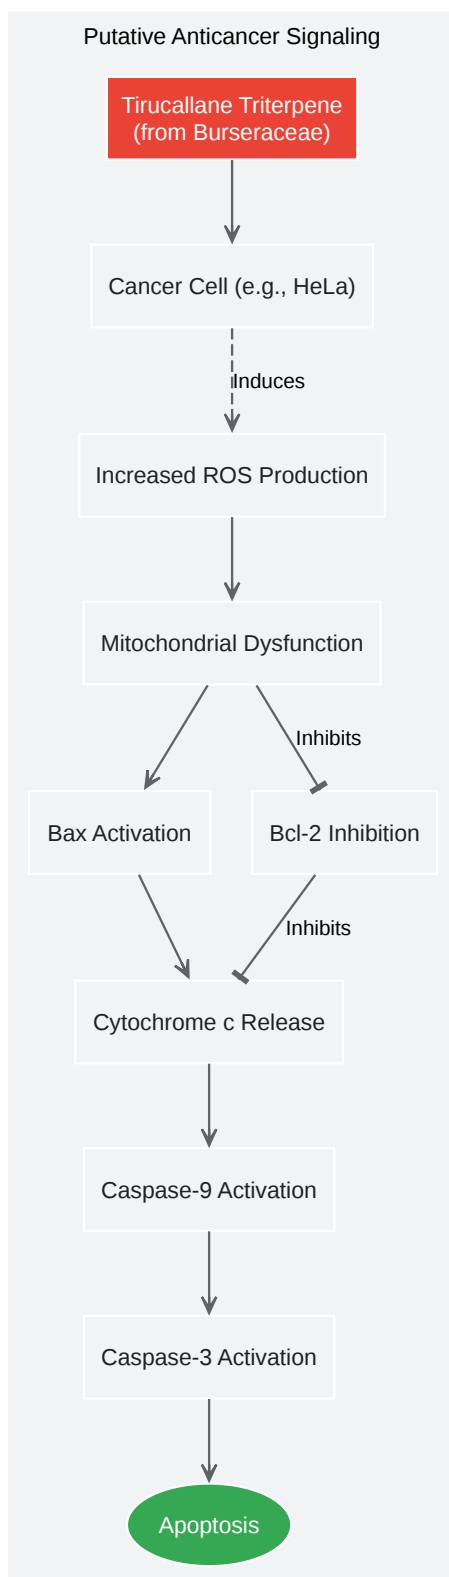 Putative Anticancer Signaling
Tirucallane Triterpene
(from Burseraceae)
Cancer Cell (e.g., HeLa)
Induces
Increased ROS Production
Mitochondrial Dysfunction
Inhibits
Bax Activation
Bcl-2 Inhibition
Inhibits
Cytochrome c Release
Caspase-9 Activation
Caspase-3 Activation
Apoptosis